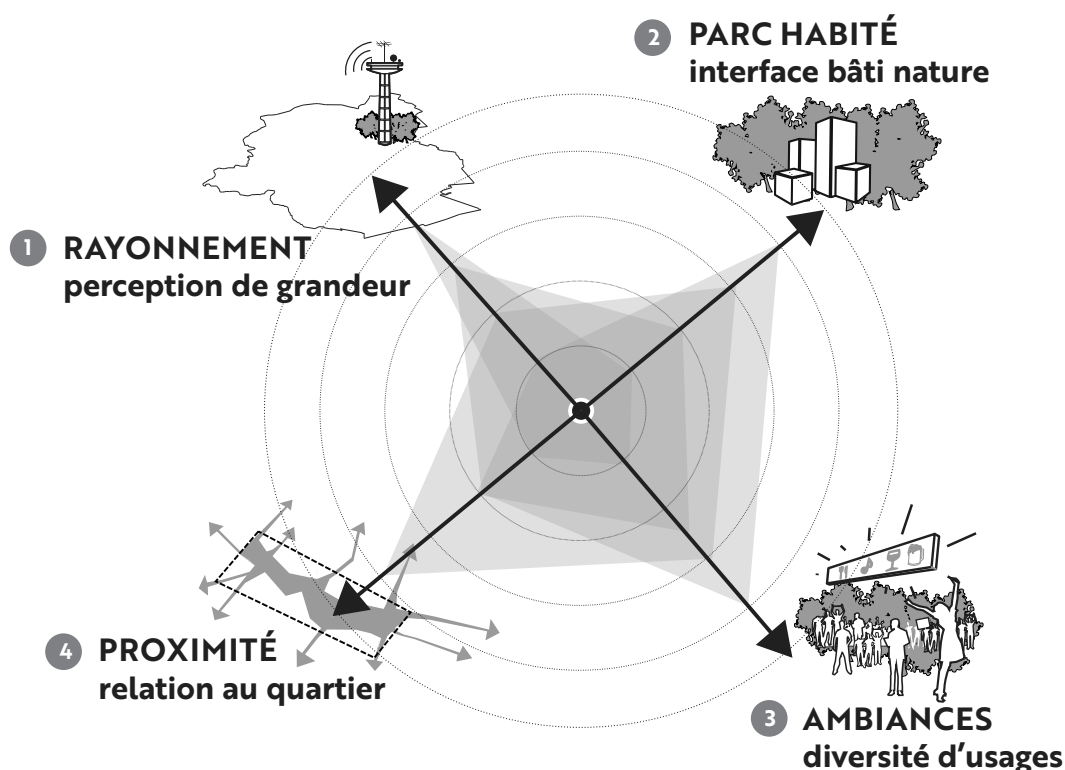 1 RAYONNEMENT
perception de grandeur
2 PARC HABITÉ
interface bâti nature
3 AMBIANCES
diversité d’usages
4 PROXIMITÉ
relation au quartier